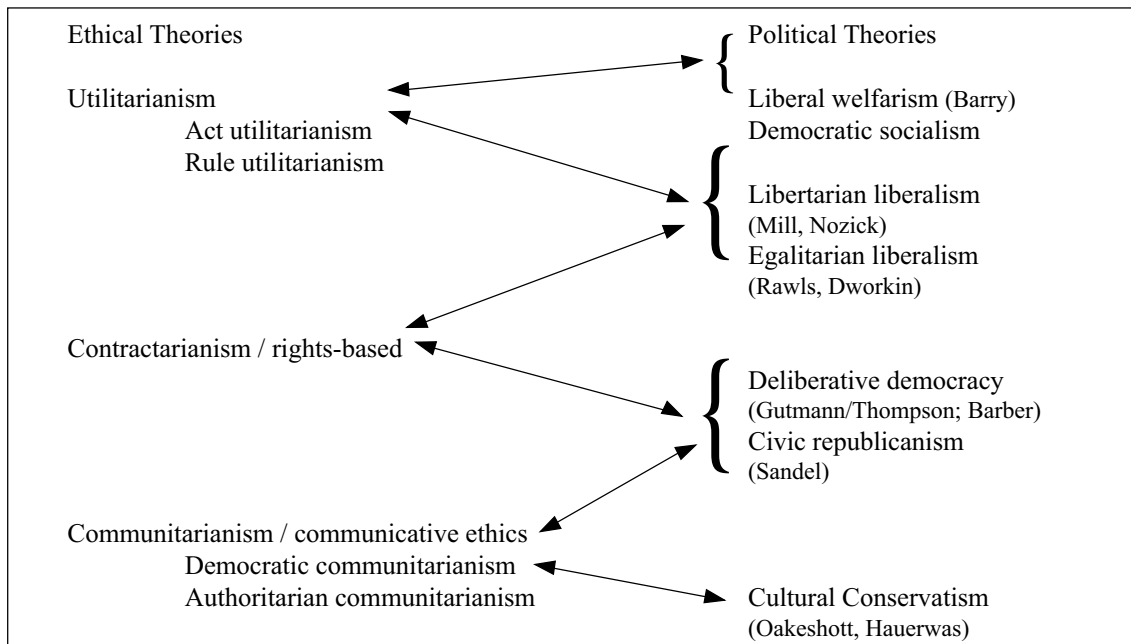 Ethical Theories
Utilitarianism
Act utilitarianism
Rule utilitarianism
Contractarianism / rights-based
Communitarianism / communicative ethics
Democratic communitarianism
Authoritarian communitarianism
Political Theories
Liberal welfarism (Barry)
Democratic socialism
Libertarian liberalism
(Mill, Nozick)
Egalitarian liberalism
(Rawls, Dworkin)
Deliberative democracy
(Gutmann/Thompson; Barber)
Civic republicanism
(Sandel)
Cultural Conservatism
(Oakeshott, Hauerwas)